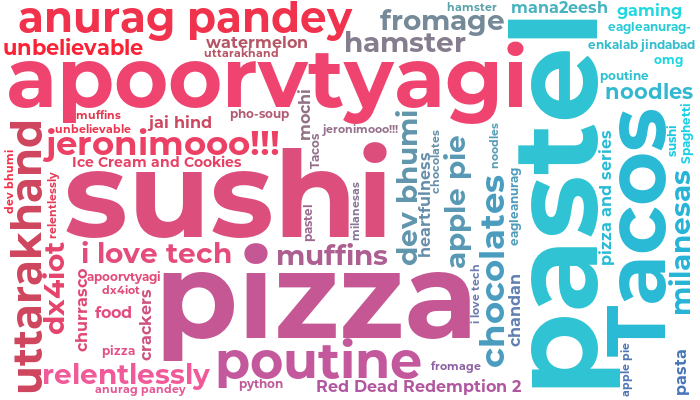 anurag pandey
fromage
hamster
mana2eesh
gaming
eagleanurag-
unbelievable
watermelon
uttarakhand
hamster
enkalab jindabad
omg
apoorvtyagi
pastel
poutine
noodles
muffins
unbelievable
jai hind
pho-soup
mochi
jeronimooo!!!
jeronimooo!!!
Ice Cream and Cookies
Tacos
dev bhumi
heartfulness
chocolates
apple pie
noodles
eagleanurag
pizza and series
Tacos
sushi
Spaghetti
dev bhumi
uttarakhand
relentlessly
sushi
pastel
milanesas
chocolates
milanesas
i love tech
muffins
dx4iot
apoorvtyagi
dx4iot
churrasco
food
crackers
pizza
i love tech
chandan
pizza
poutine
fromage
relentlessly
anurag pandey
python
Red Dead Redemption 2
apple pie
pasta